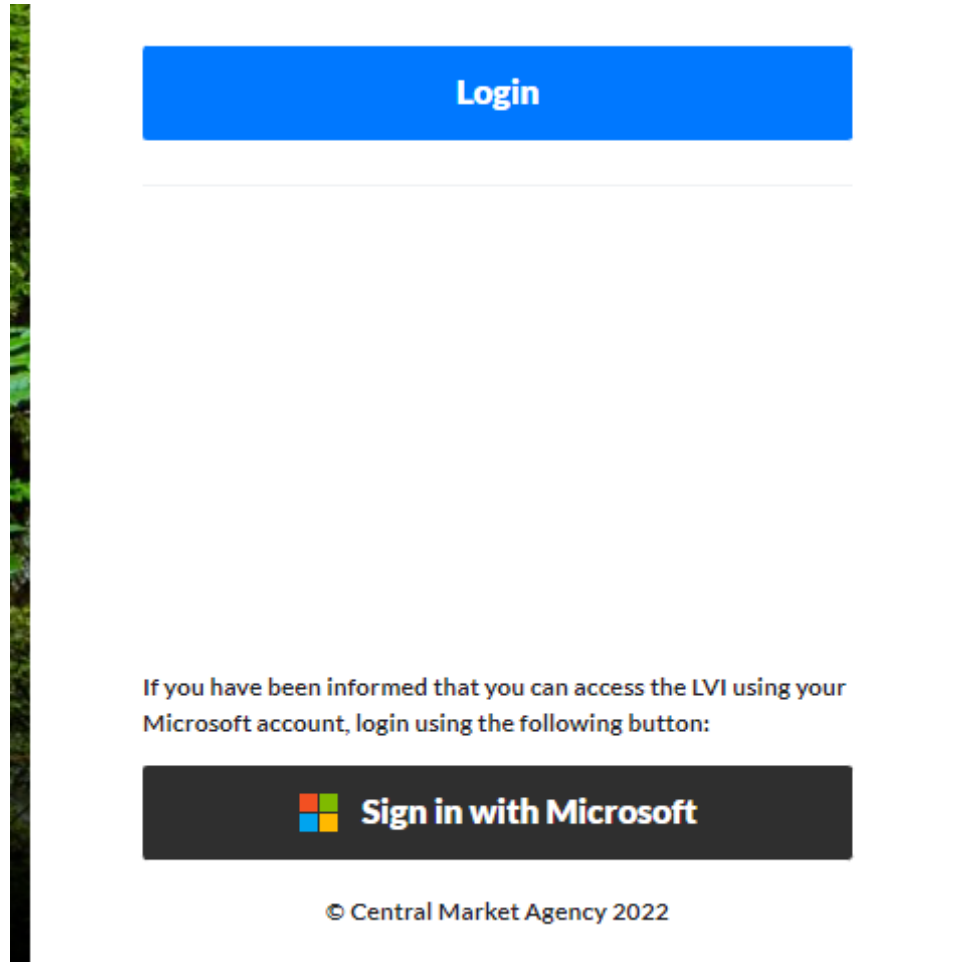 Login
If you have been informed that you can access the LVI using your
Microsoft account, login using the following button:
Sign in with Microsoft
© Central Market Agency 2022